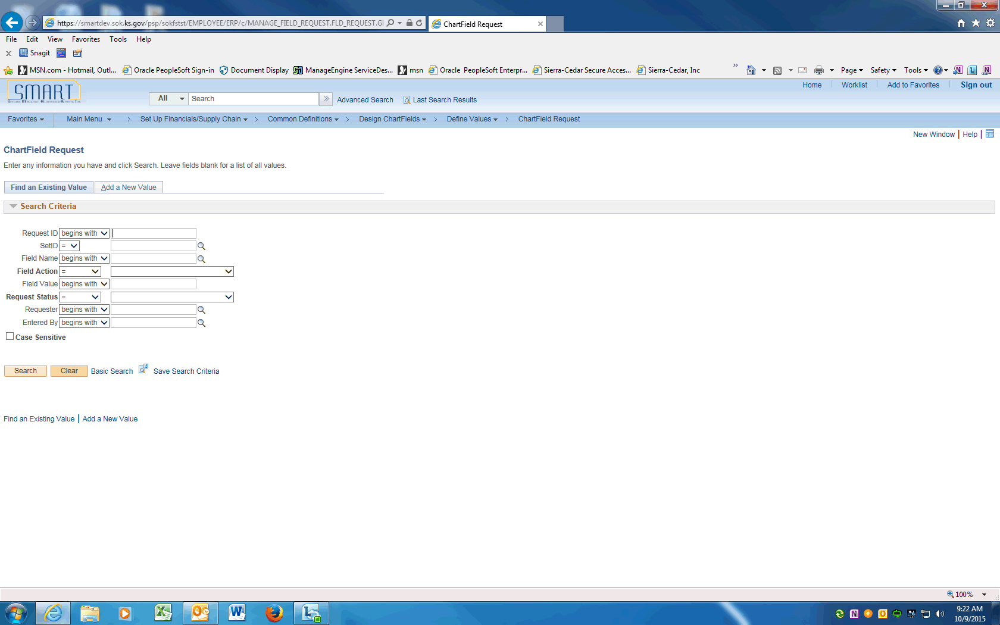 https://smartdev.sok.ks.gov/psp/sokfstst/EMPLOYEE/ERP/c/MANAGE_FIELD_REQUEST.FLD_REQUEST.GI
ChartField Request
File Edit View Favorites Tools Help
x Snagit
MSN.com - Hotmail, Outl... Oracle PeopleSoft Sign-in Document Display ManageEngine ServiceDes... msn Oracle PeopleSoft Enterpr... Sierra-Cedar Secure Acces... Sierra-Cedar, Inc » Page Safety Tools
SMART
Home Worklist Add to Favorites Sign out
All Search » Advanced Search Last Search Results
Favorites Main Menu > Set Up Financials/Supply Chain > Common Definitions > Design ChartFields > Define Values > ChartField Request
New Window | Help |
ChartField Request
Enter any information you have and click Search. Leave fields blank for a list of all values.
Find an Existing Value Add a New Value
Search Criteria
Request ID begins with
SetID =
Field Name begins with
Field Action =
Field Value begins with
Request Status =
Requester begins with
Entered By begins with
Case Sensitive
Search Clear Basic Search Save Search Criteria
Find an Existing Value | Add a New Value
100%
9:22 AM
10/9/2015